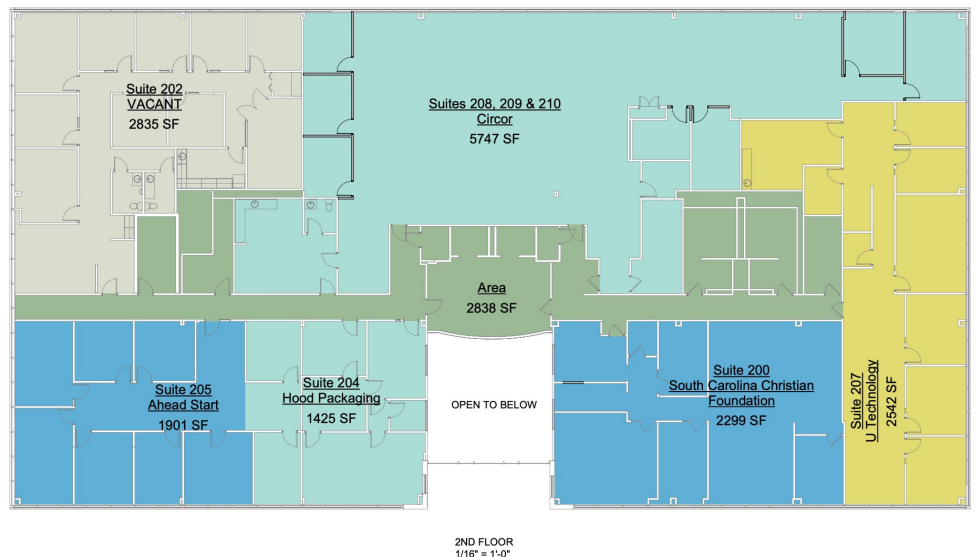 Suite 202
VACANT
2835 SF
Suites 208, 209 & 210
Circor
5747 SF
Area
2838 SF
Suite 205
Ahead Start
1901 SF
Suite 204
Hood Packaging
1425 SF
OPEN TO BELOW
Suite 200
South Carolina Christian
Foundation
2299 SF
Suite 207
U Technology
2542 SF
2ND FLOOR
1/16" = 1'-0"